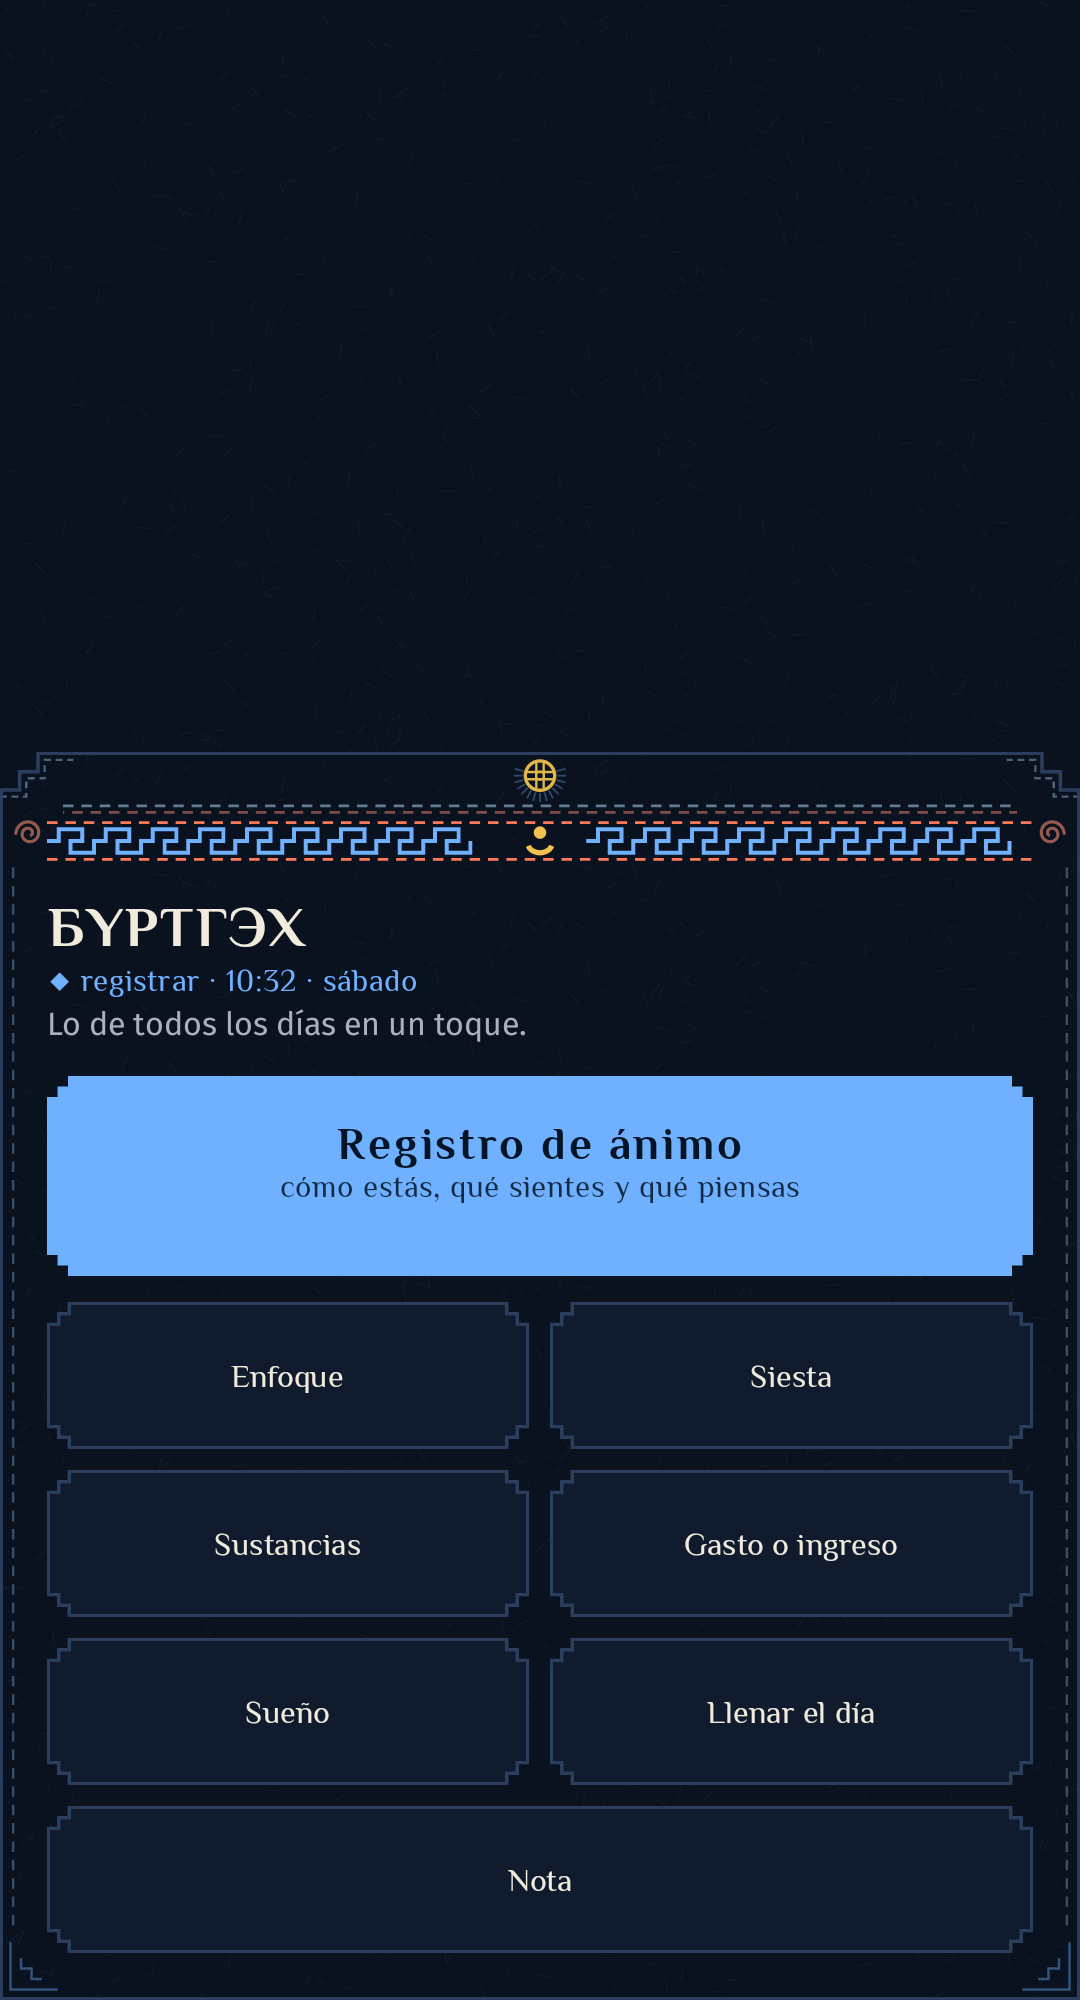 БҮРТГЭХ
◆ registrar · 10:32 · sábado
Lo de todos los días en un toque.
Registro de ánimo
cómo estás, qué sientes y qué piensas
Enfoque
Siesta
Sustancias
Gasto o ingreso
Sueño
Llenar el día
Nota